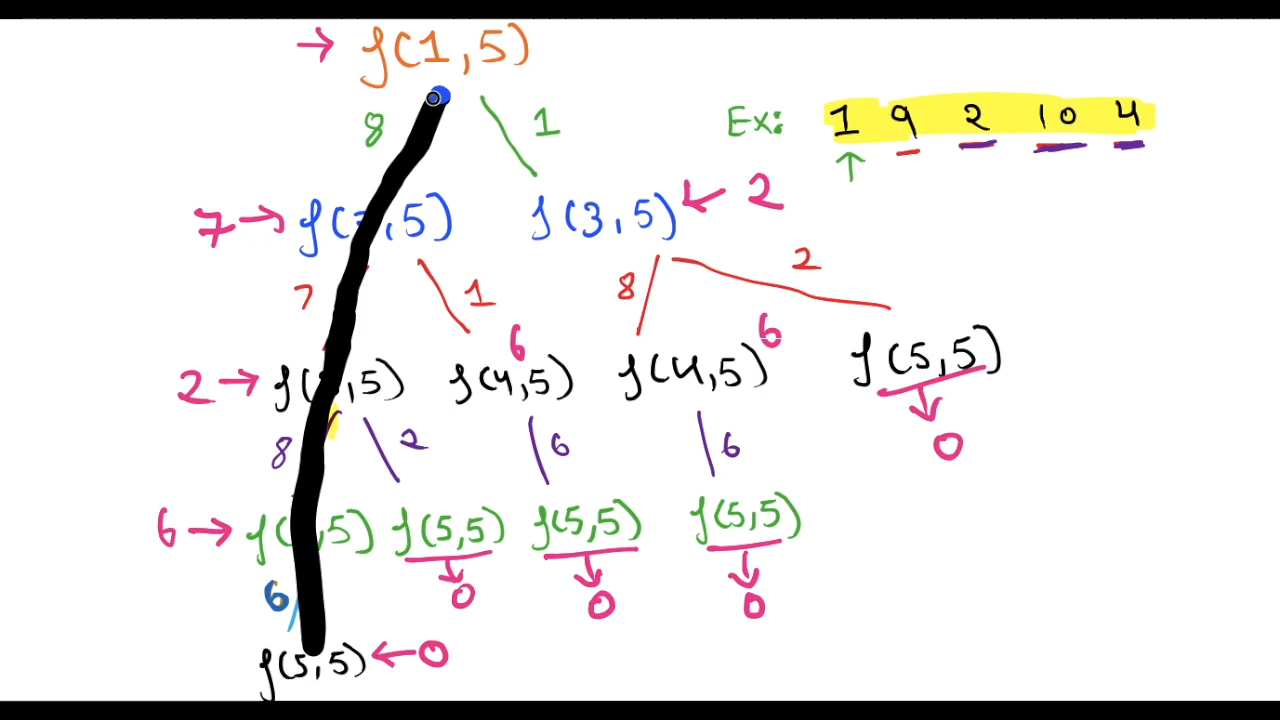 → f(1,5)
8 1 Ex: 1 9 2 10 4
↑
7 → f( ,5) f(3,5) ← 2
7 1 8 2
6 6
2 → f( ,5) f(4,5) f(4,5) f(5,5)
8 2 6 6 0
6 → f( ,5) f(5,5) f(5,5) f(5,5)
6 0 0 0
f(5,5) ← 0